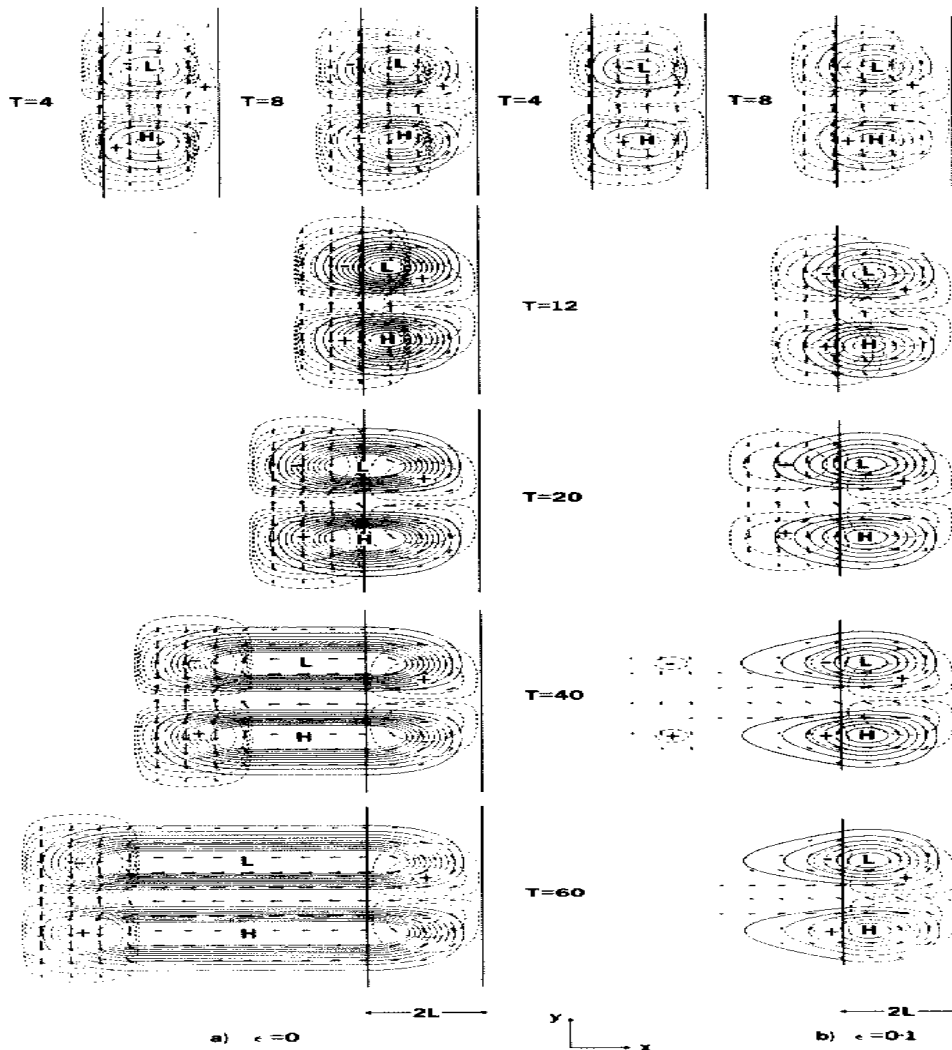 L L L L
T=4 T=8 T=4 T=8
H H H H
L L
T=12
H H
L L
T=20
H H
L L
T=40
H H
L L
T=60
H H
2L 2L
y
x
a) ϵ=0 b) ϵ=0·1